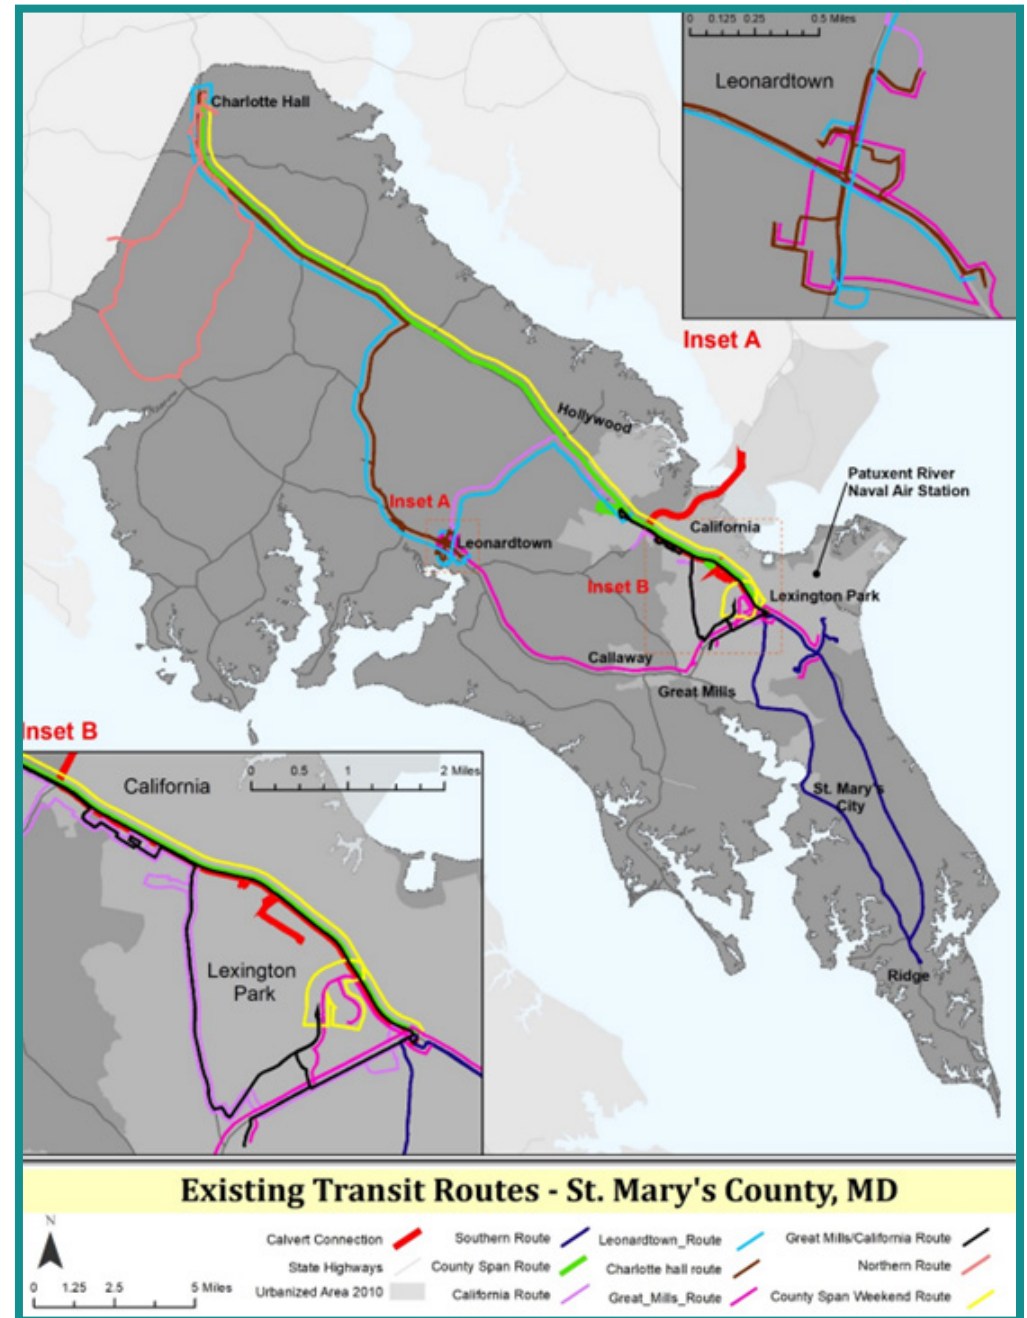 0 0.125 0.25 0.5 Miles
Leonardtown
Charlotte Hall
Inset A
Hollywood
Patuxent River
Naval Air Station
Inset A
California
Leonardtown
Inset B
Lexington Park
Callaway
Great Mills
Inset B
0 0.5 1 2 Miles
California
St. Mary's
City
Lexington
Park
Ridge
Existing Transit Routes - St. Mary's County, MD
N
Calvert Connection
Southern Route
Leonardtown_Route
Great Mills/California Route
State Highways
County Span Route
Charlotte hall route
Northern Route
0 1.25 2.5 5 Miles
Urbanized Area 2010
California Route
Great_Mills_Route
County Span Weekend Route